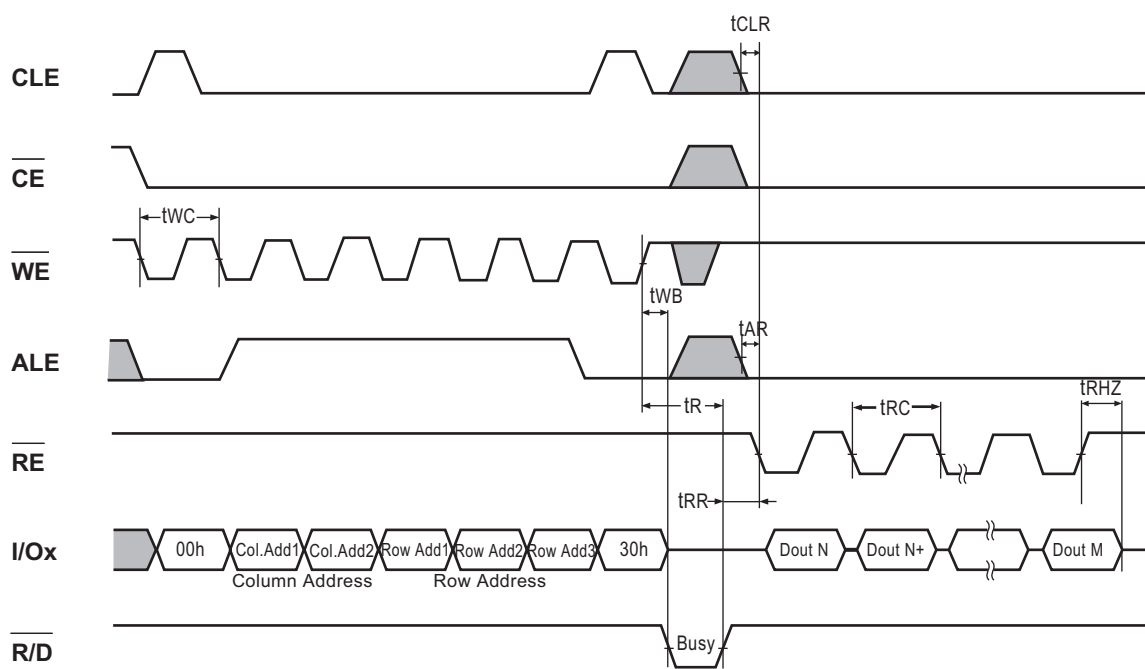 tCLR
CLE
CE
tWC
WE
tWB
tAR
ALE
tR
tRC
tRHZ
RE
tRR
I/Ox
00h
Col.Add1
Col.Add2
Row Add1
Row Add2
Row Add3
30h
Dout N
Dout N+
Dout M
Column Address
Row Address
R/D
Busy